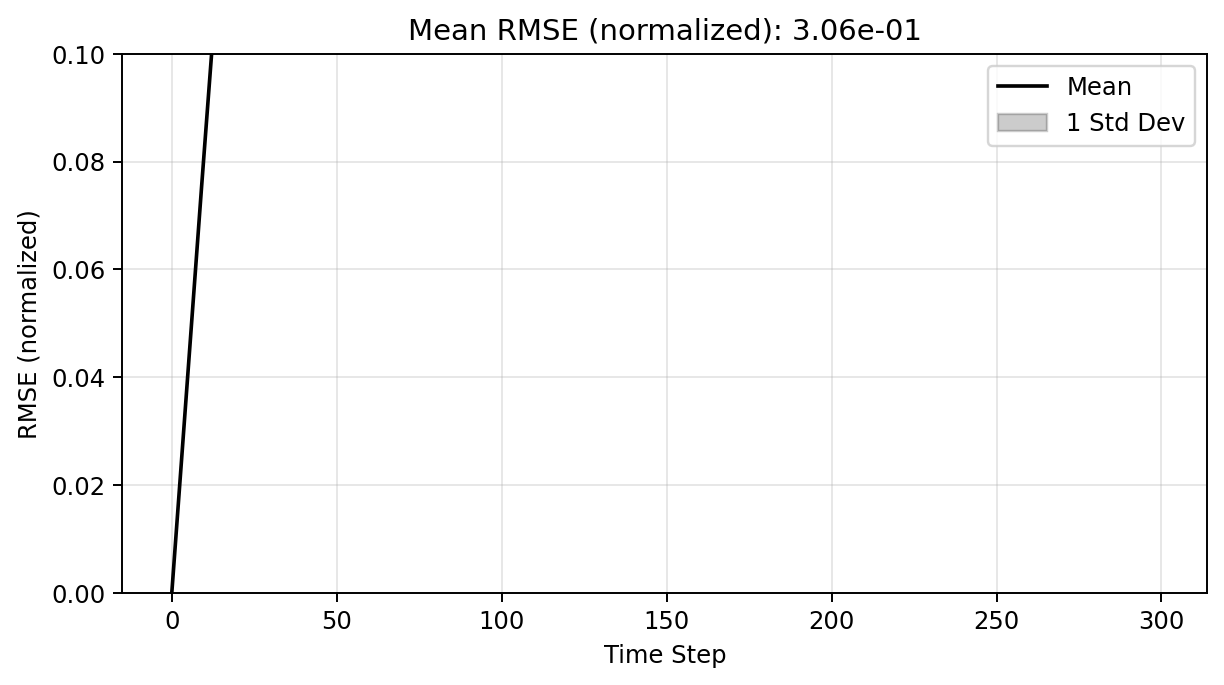 Mean RMSE (normalized): 3.06e-01
0.10
0.08
0.06
0.04
0.02
0.00
RMSE (normalized)
Mean
1 Std Dev
0 50 100 150 200 250 300
Time Step